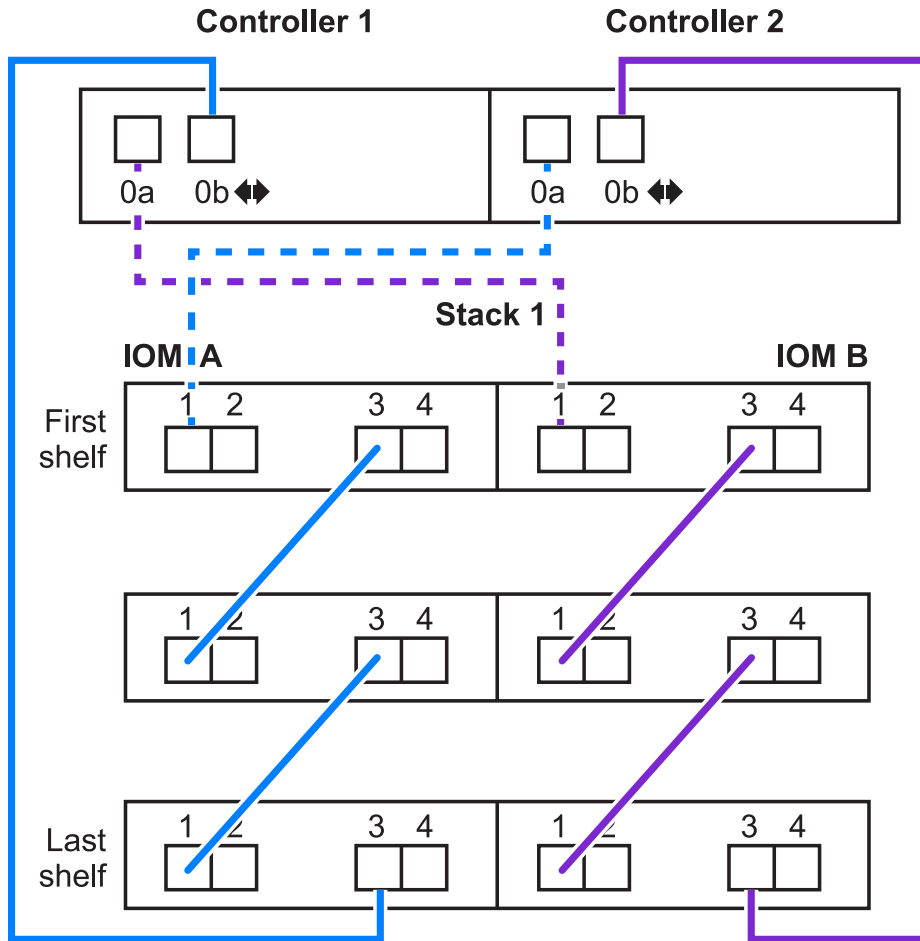 Controller 1 Controller 2
0a 0b 0a 0b
Stack 1
IOM A IOM B
1 2 3 4 1 2 3 4
First
shelf
1 2 3 4 1 2 3 4
1 2 3 4 1 2 3 4
Last
shelf